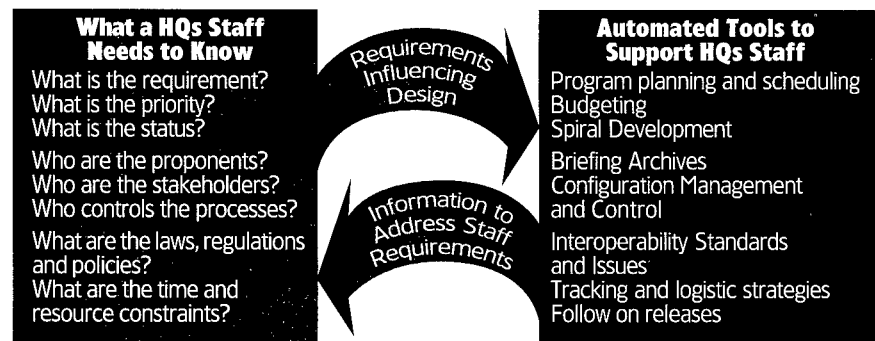 What a HQs Staff
Needs to Know
What is the requirement?
What is the priority?
What is the status?
Who are the proponents?
Who are the stakeholders?
Who controls the processes?
What are the laws, regulations
and policies?
What are the time and
resource constraints?
Requirements
Influencing
Design
Information to
Address Staff
Requirements
Automated Tools to
Support HQs Staff
Program planning and scheduling
Budgeting
Spiral Development
Briefing Archives
Configuration Management
and Control
Interoperability Standards
and Issues
Tracking and logistic strategies
Follow on releases